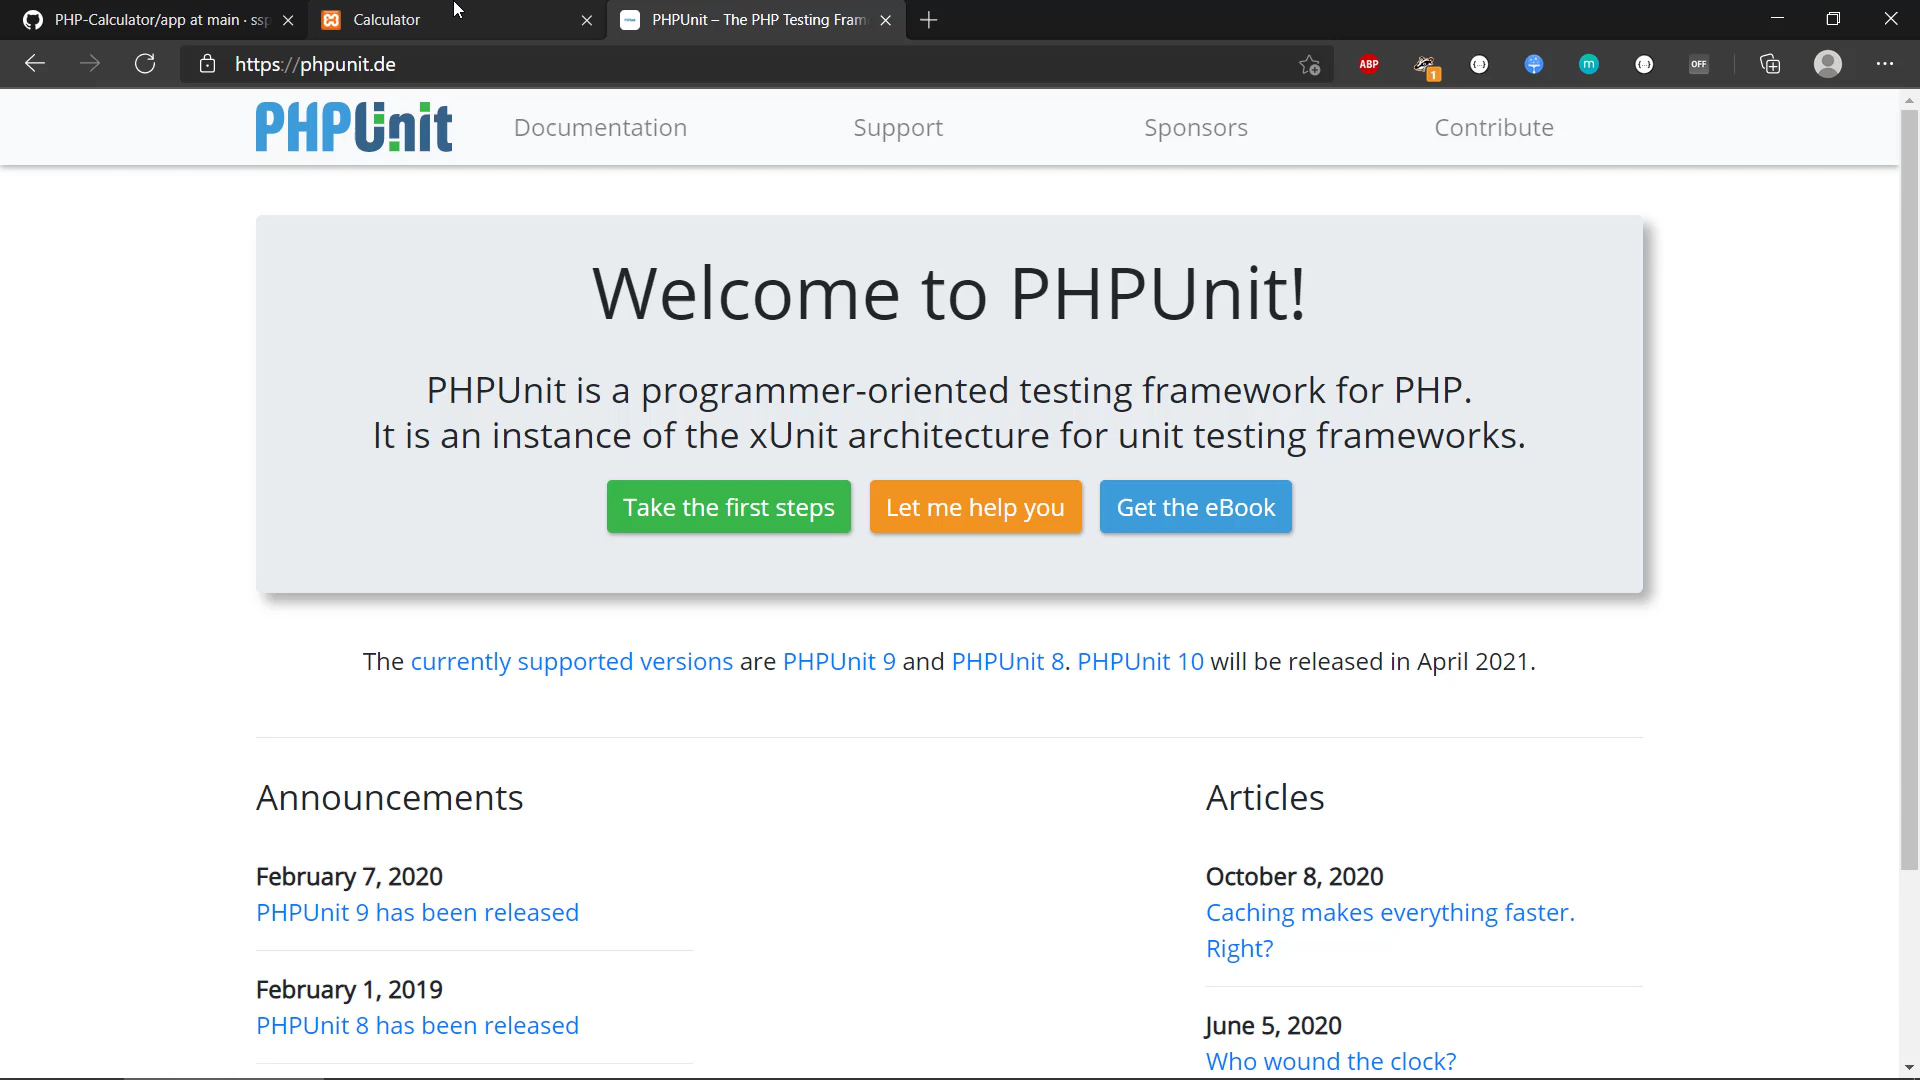 PHP-Calculator/app at main · ssp
Calculator
PHPUnit – The PHP Testing Fram
https://phpunit.de
ABP
1
m
OFF
PHPUnit
Documentation
Support
Sponsors
Contribute
Welcome to PHPUnit!
PHPUnit is a programmer-oriented testing framework for PHP.
It is an instance of the xUnit architecture for unit testing frameworks.
Take the first steps
Let me help you
Get the eBook
The currently supported versions are PHPUnit 9 and PHPUnit 8. PHPUnit 10 will be released in April 2021.
Announcements
February 7, 2020
PHPUnit 9 has been released
February 1, 2019
PHPUnit 8 has been released
Articles
October 8, 2020
Caching makes everything faster.
Right?
June 5, 2020
Who wound the clock?